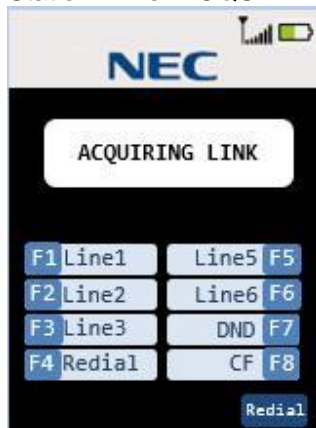 NEC
ACQUIRING LINK
F1 Line1 Line5 F5
F2 Line2 Line6 F6
F3 Line3 DND F7
F4 Redial CF F8
Redial